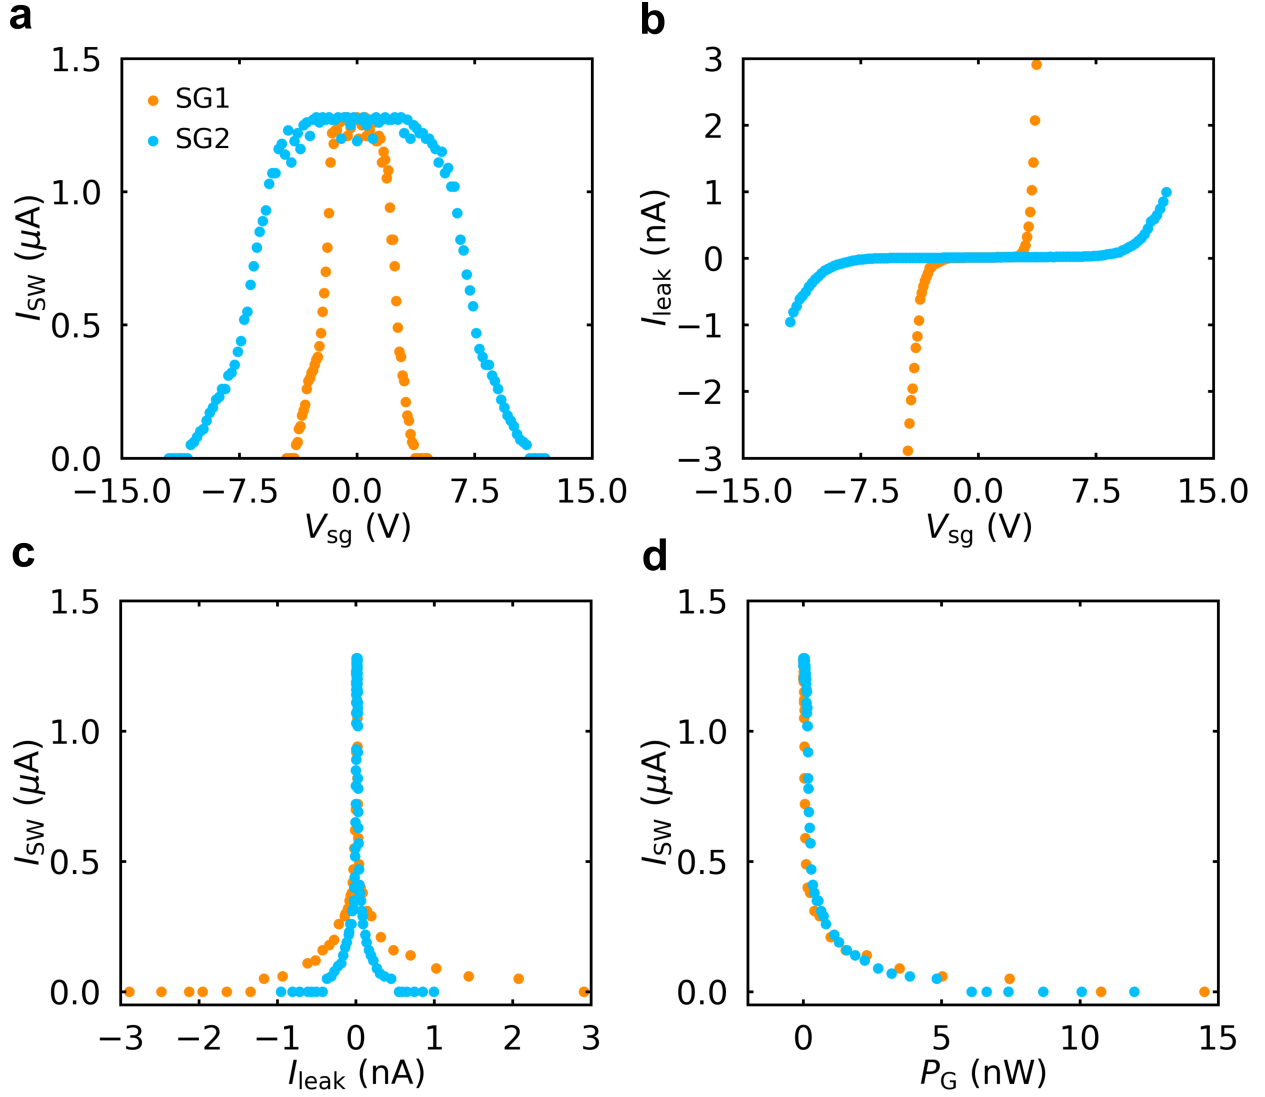 a
1.5
1.0
0.5
0.0
I_SW (μA)
SG1
SG2
−15.0 −7.5 0.0 7.5 15.0
V_sg (V)
b
3
2
1
0
−1
−2
−3
I_leak (nA)
−15.0 −7.5 0.0 7.5 15.0
V_sg (V)
c
1.5
1.0
0.5
0.0
I_SW (μA)
−3 −2 −1 0 1 2 3
I_leak (nA)
d
1.5
1.0
0.5
0.0
I_SW (μA)
0 5 10 15
P_G (nW)